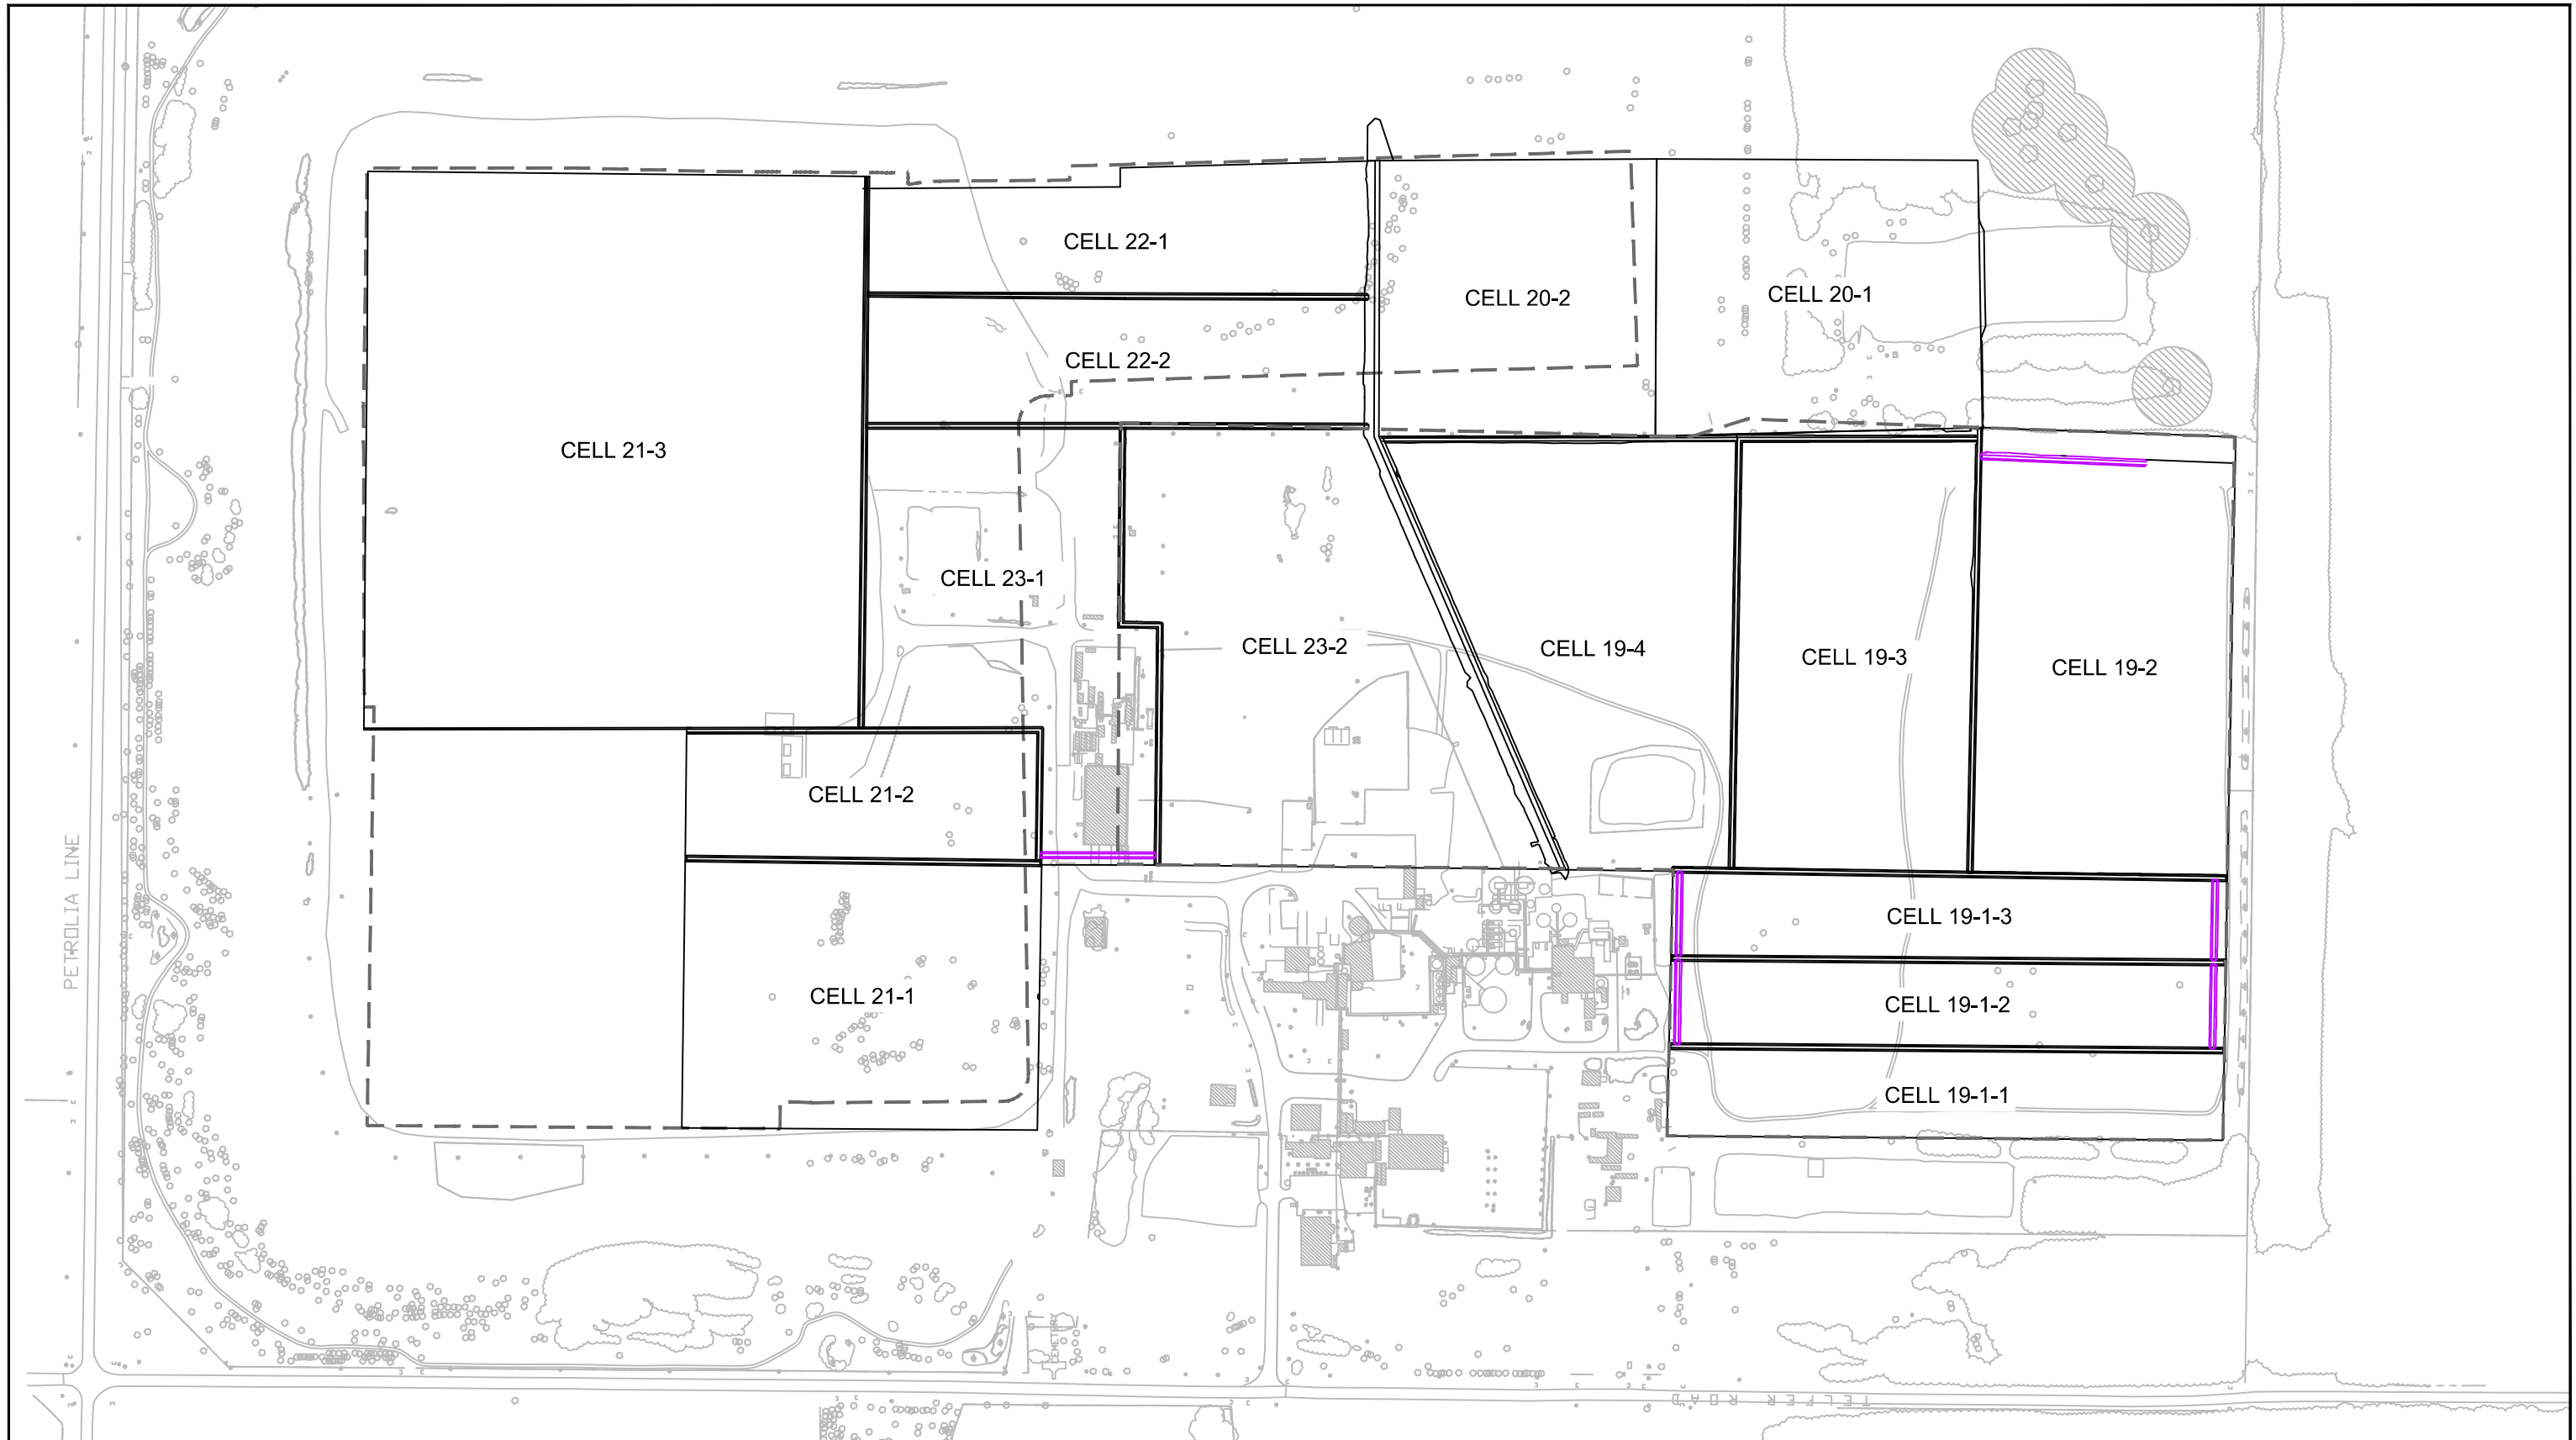 CELL 22-1
CELL 20-2
CELL 20-1
CELL 22-2
CELL 21-3
CELL 23-1
CELL 23-2
CELL 19-4
CELL 19-3
CELL 19-2
CELL 21-2
PETROLIA LINE
CELL 19-1-3
CELL 21-1
CELL 19-1-2
CELL 19-1-1
CEMETERY
TELFER ROAD